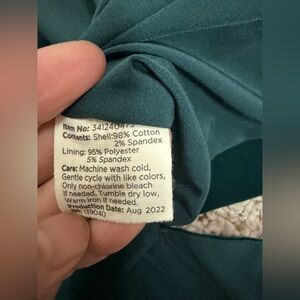 Item No: 341240475
Contents: Shell:98% Cotton
2% Spandex
Lining: 95% Polyester
5% Spandex
Care: Machine wash cold,
Gentle cycle with like colors,
Only non-chlorine bleach
if needed, Tumble dry low,
Warm iron if needed.
Production Date: Aug 2022
139040